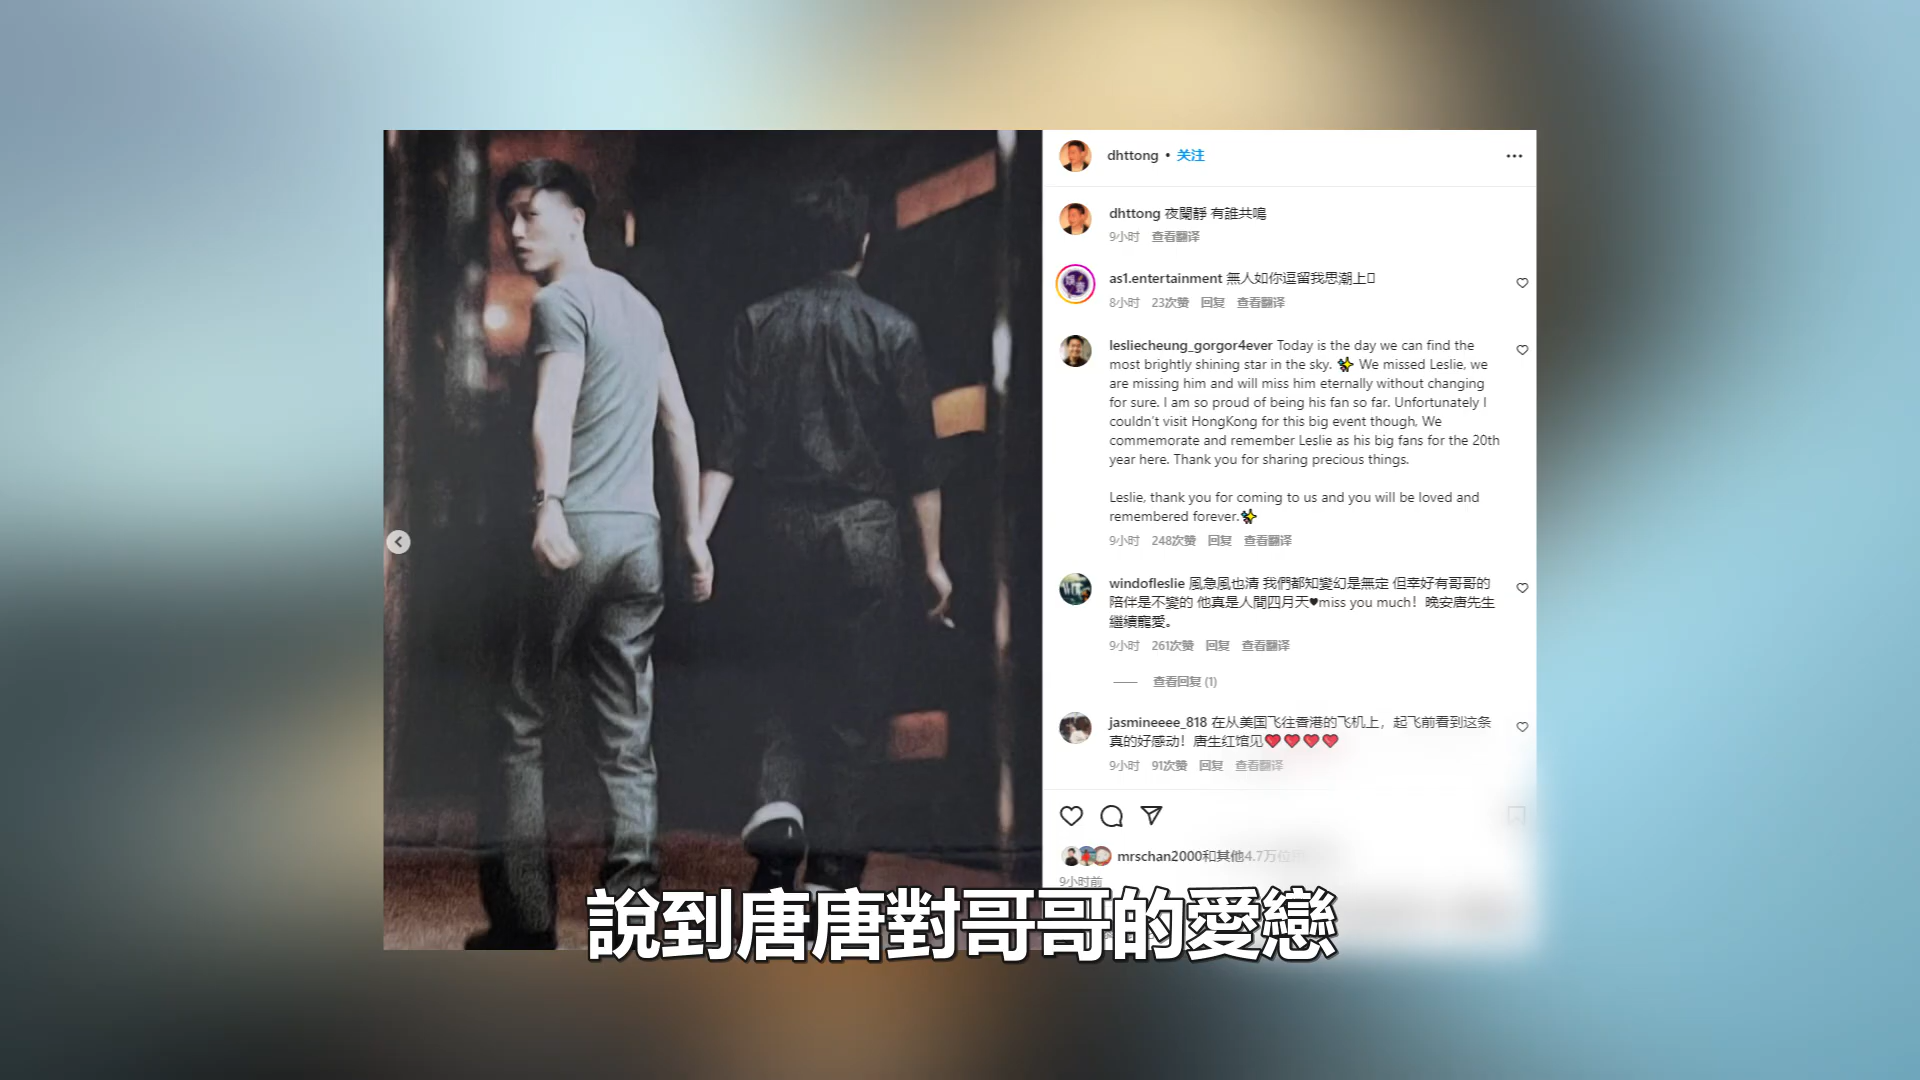 dhttong • 关注
dhttong 夜闌靜 有誰共鳴
9小时 查看翻译
as1.entertainment 無人如你逗留我思潮上
8小时 23次赞 回复 查看翻译
lesliecheung_gorgor4ever Today is the day we can find the
most brightly shining star in the sky. ✨ We missed Leslie, we
are missing him and will miss him eternally without changing
for sure. I am so proud of being his fan so far. Unfortunately I
couldn't visit HongKong for this big event though, We
commemorate and remember Leslie as his big fans for the 20th
year here. Thank you for sharing precious things.
Leslie, thank you for coming to us and you will be loved and
remembered forever.✨
9小时 248次赞 回复 查看翻译
windofleslie 風急風也清 我們都知變幻是無定 但幸好有哥哥的
陪伴是不變的 他真是人間四月天♥miss you much！晚安唐先生
繼續寵愛。
9小时 261次赞 回复 查看翻译
查看回复 (1)
jasmineeee_818 在从美国飞往香港的飞机上，起飞前看到这条
真的好感动！唐生红馆见❤❤❤❤
9小时 91次赞 回复 查看翻译
mrschan2000和其他4.7万位
9小时前
說到唐唐對哥哥的愛戀